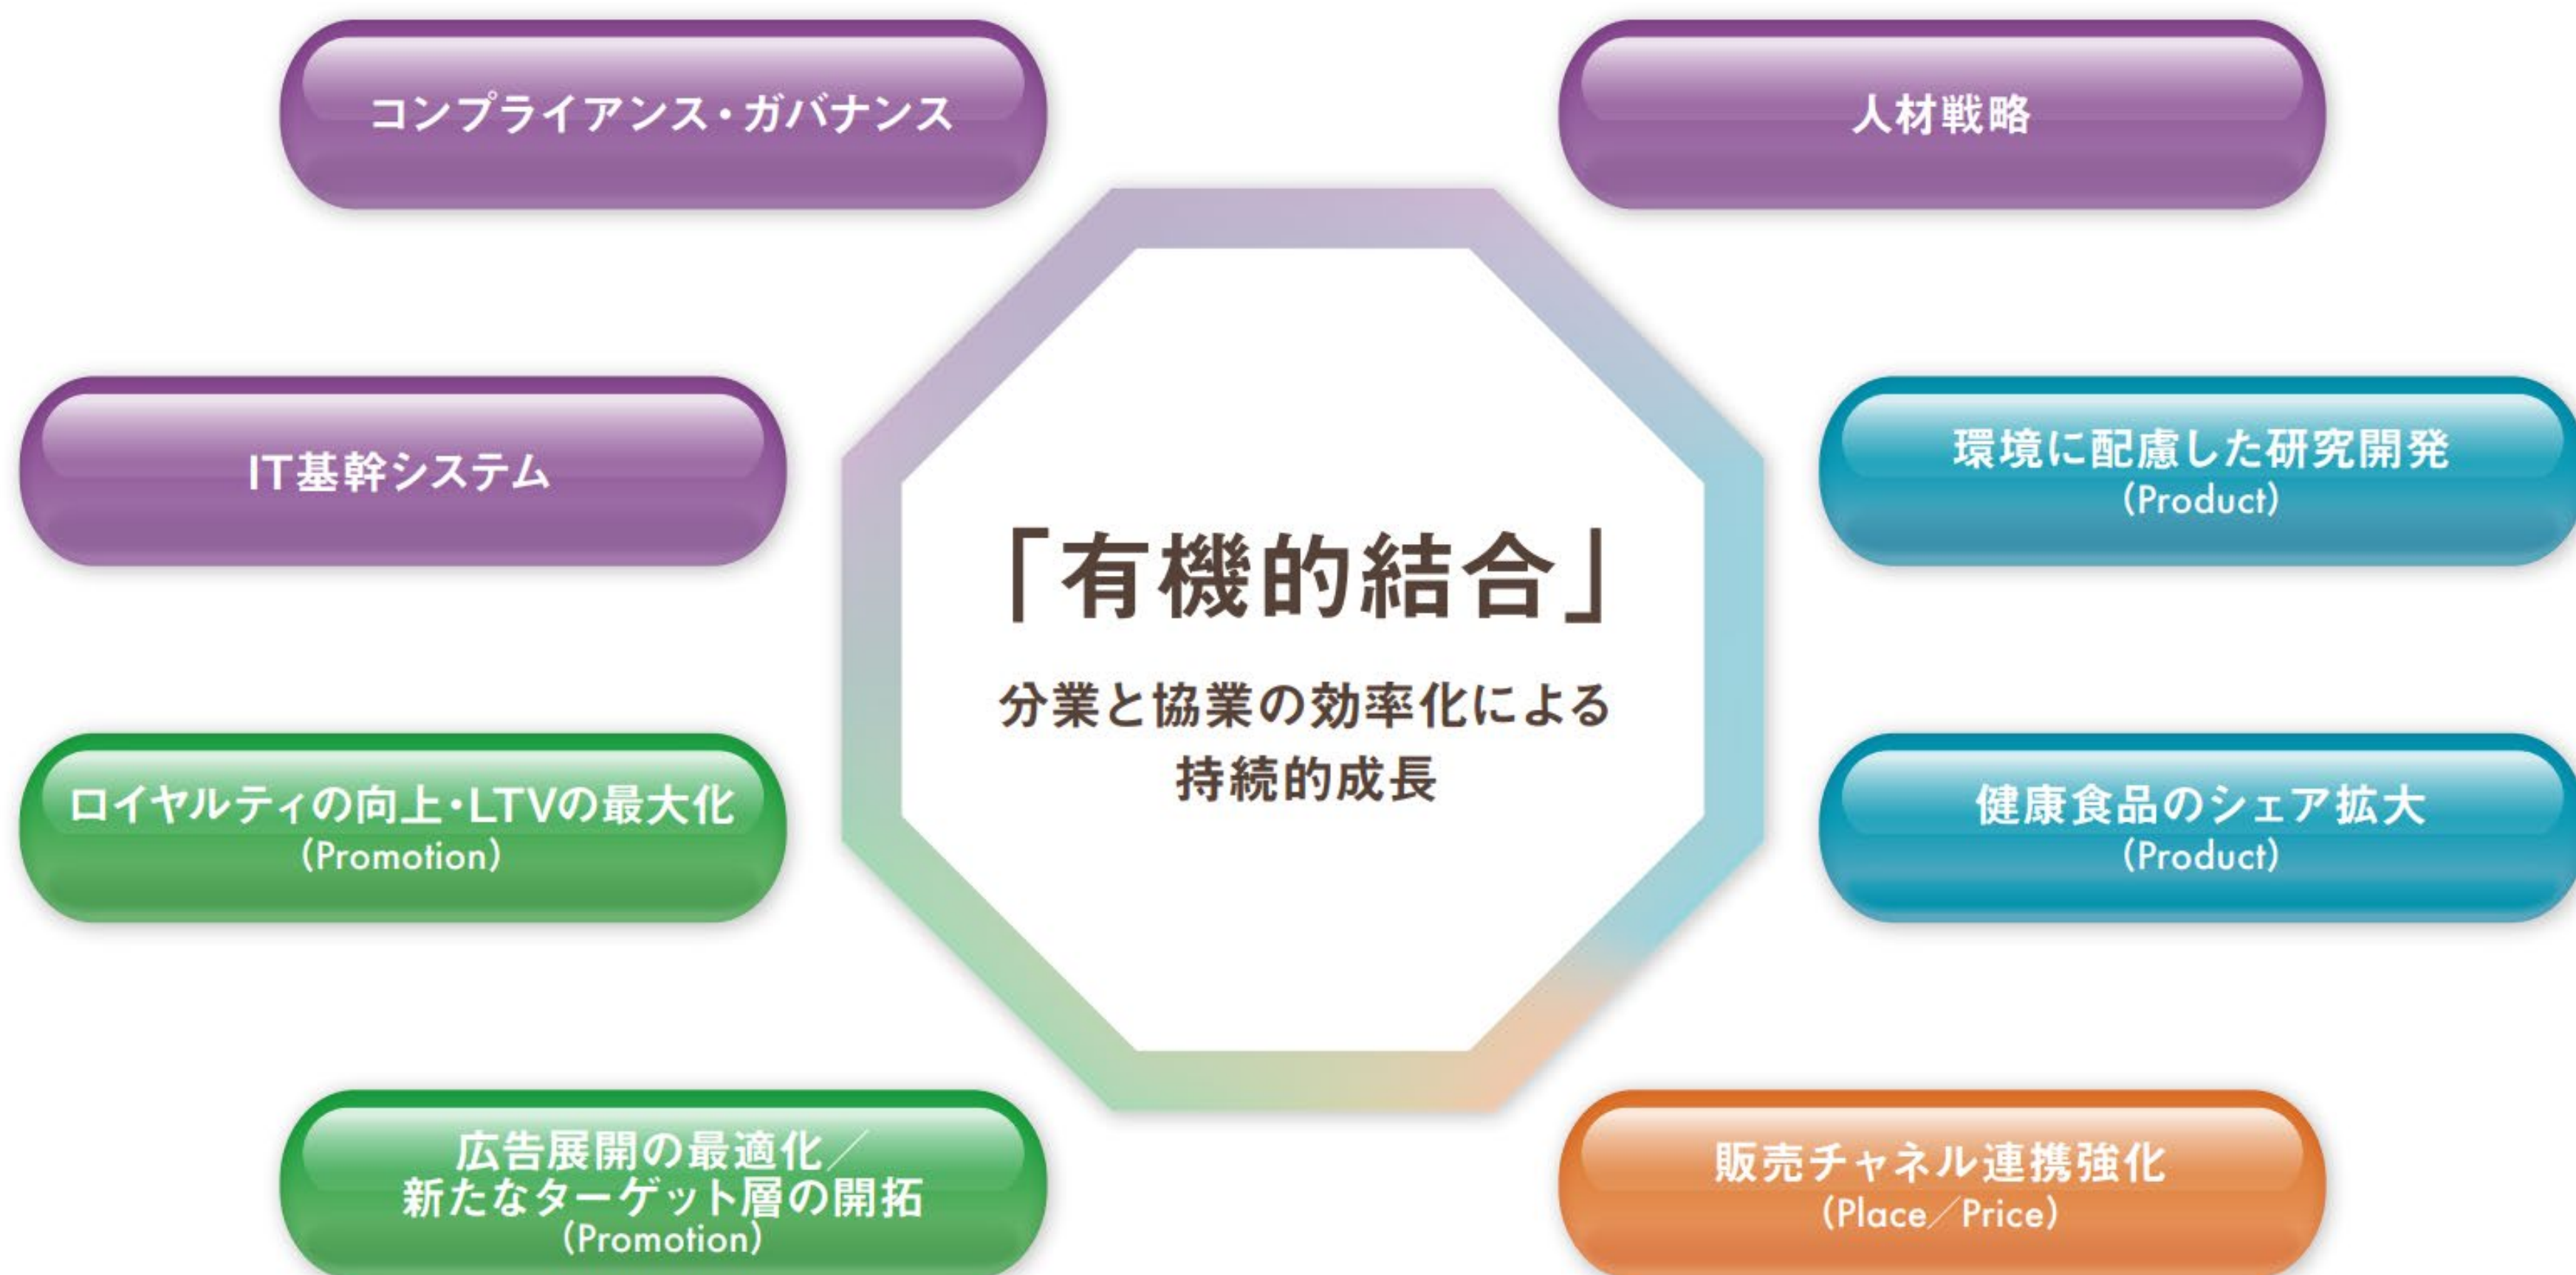 コンプライアンス・ガバナンス
人材戦略
IT基幹システム
環境に配慮した研究開発
（Product）
「有機的結合」
分業と協業の効率化による
持続的成長
ロイヤルティの向上・LTVの最大化
（Promotion）
健康食品のシェア拡大
（Product）
広告展開の最適化／
新たなターゲット層の開拓
（Promotion）
販売チャネル連携強化
（Place／Price）